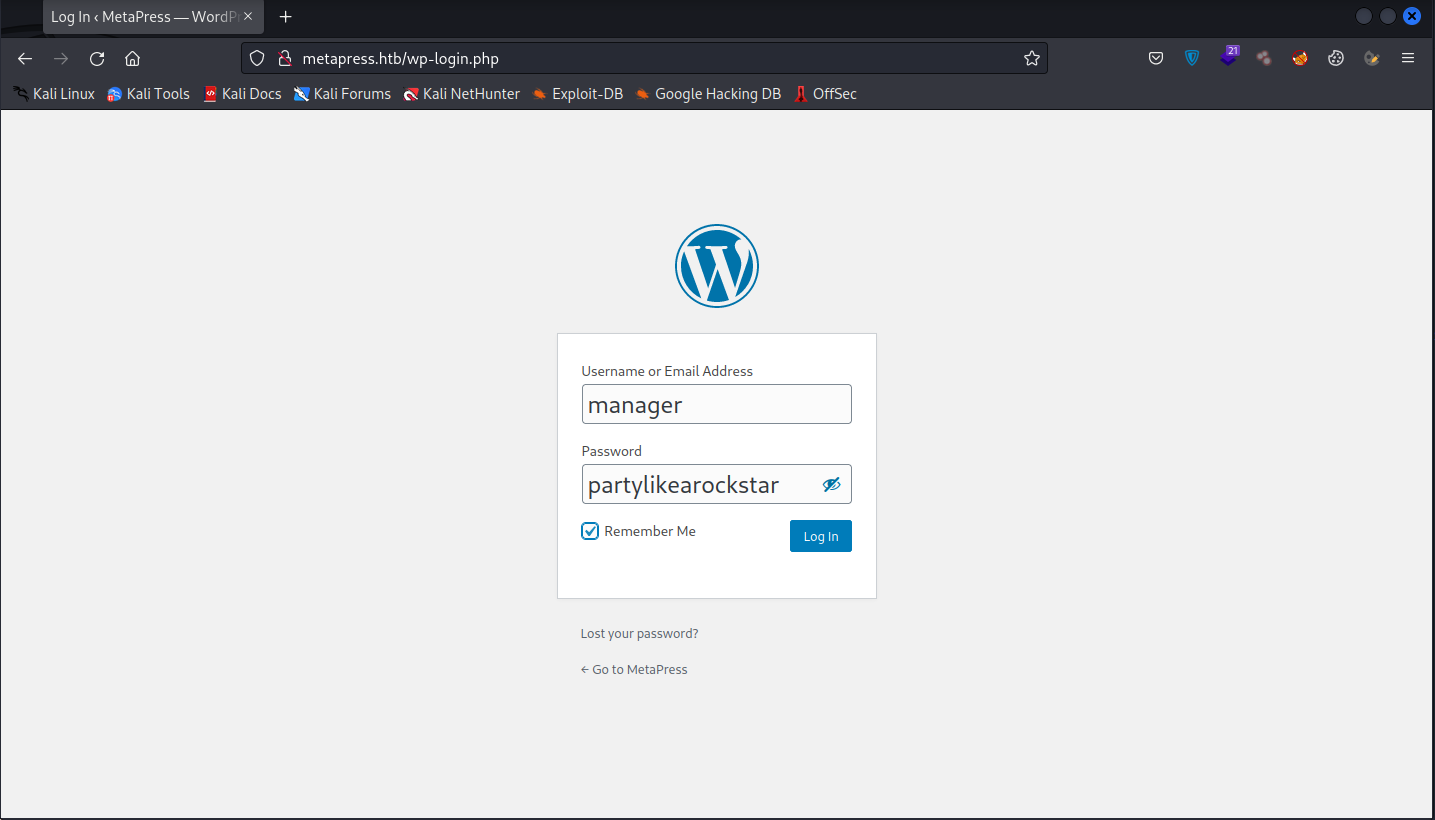 Log In ‹ MetaPress — WordPr
metapress.htb/wp-login.php
21
Kali Linux Kali Tools Kali Docs Kali Forums Kali NetHunter Exploit-DB Google Hacking DB OffSec
Username or Email Address
manager
Password
partylikearockstar
Remember Me
Log In
Lost your password?
← Go to MetaPress